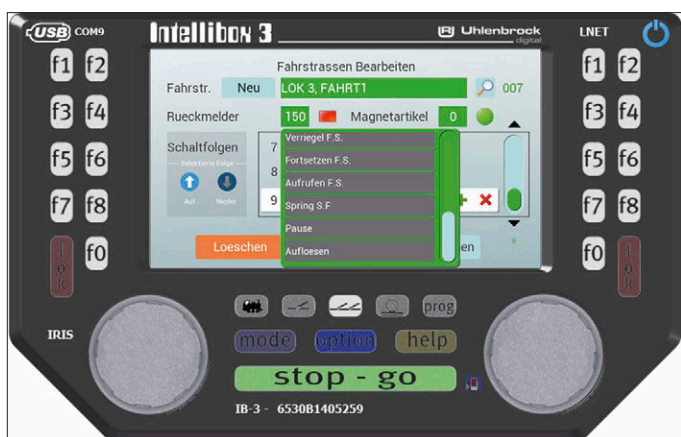 USB COM9
Intellibox 3
Uhlenbrock
digital
LNET
f1 f2
f3 f4
f5 f6
f7 f8
f0
lok
Fahrstrassen Bearbeiten
Fahrstr. Neu LOK 3, FAHRT1 007
Rueckmelder 150 Magnetartikel 0
Schaltfolgen
Selektierte Folge
Auf Nieder
7
8
9
Verriegel F.S.
Fortsetzen F.S.
Aufrufen F.S.
Spring S.F
Pause
Aufloesen
Loeschen
en
f1 f2
f3 f4
f5 f6
f7 f8
f0
lok
prog
IRIS
mode option help
stop - go
IB-3 - 6530B1405259